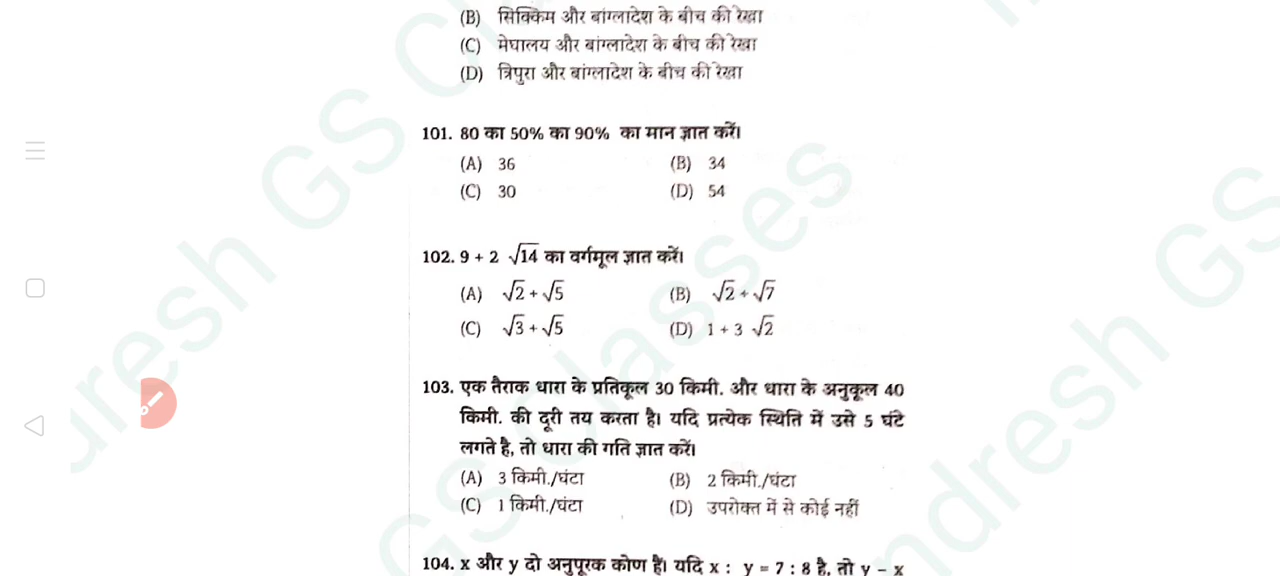 (B) सिक्किम और बांग्लादेश के बीच की रेखा
(C) मेघालय और बांग्लादेश के बीच की रेखा
(D) त्रिपुरा और बांग्लादेश के बीच की रेखा
101. 80 का 50% का 90% का मान ज्ञात करें।
(A) 36 (B) 34
(C) 30 (D) 54
102. 9 + 2 √14 का वर्गमूल ज्ञात करें।
(A) √2 + √5 (B) √2 + √7
(C) √3 + √5 (D) 1 + 3 √2
103. एक तैराक धारा के प्रतिकूल 30 किमी. और धारा के अनुकूल 40
किमी. की दूरी तय करता है। यदि प्रत्येक स्थिति में उसे 5 घंटे
लगते है, तो धारा की गति ज्ञात करें।
(A) 3 किमी./घंटा (B) 2 किमी./घंटा
(C) 1 किमी./घंटा (D) उपरोक्त में से कोई नहीं
104. x और y दो अनुपूरक कोण है। यदि x : y = 7 : 8 है, तो y – x
GS Classes